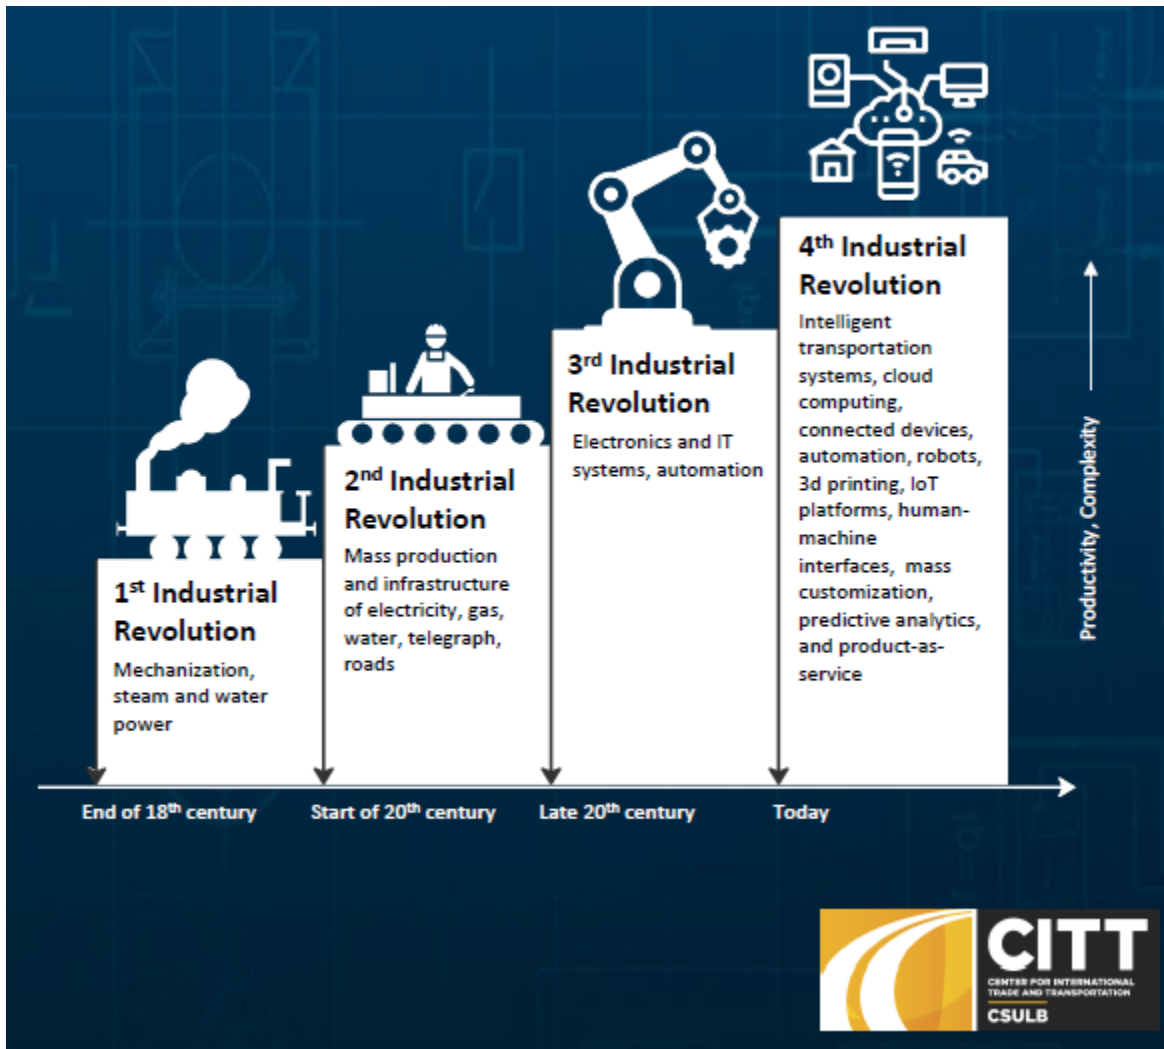 1st Industrial
Revolution
Mechanization,
steam and water
power
2nd Industrial
Revolution
Mass production
and infrastructure
of electricity, gas,
water, telegraph,
roads
3rd Industrial
Revolution
Electronics and IT
systems, automation
4th Industrial
Revolution
Intelligent
transportation
systems, cloud
computing,
connected devices,
automation, robots,
3d printing, IoT
platforms, human-
machine
interfaces, mass
customization,
predictive analytics,
and product-as-
service
Productivity, Complexity
End of 18th century
Start of 20th century
Late 20th century
Today
CITT
CENTER FOR INTERNATIONAL
TRADE AND TRANSPORTATION
CSULB